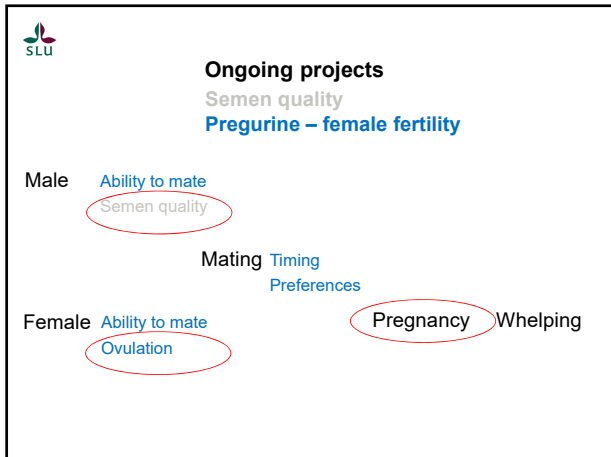 SLU
Ongoing projects
Semen quality
Pregurine – female fertility
Male Ability to mate
Semen quality
Mating Timing
Preferences
Female Ability to mate
Pregnancy Whelping
Ovulation